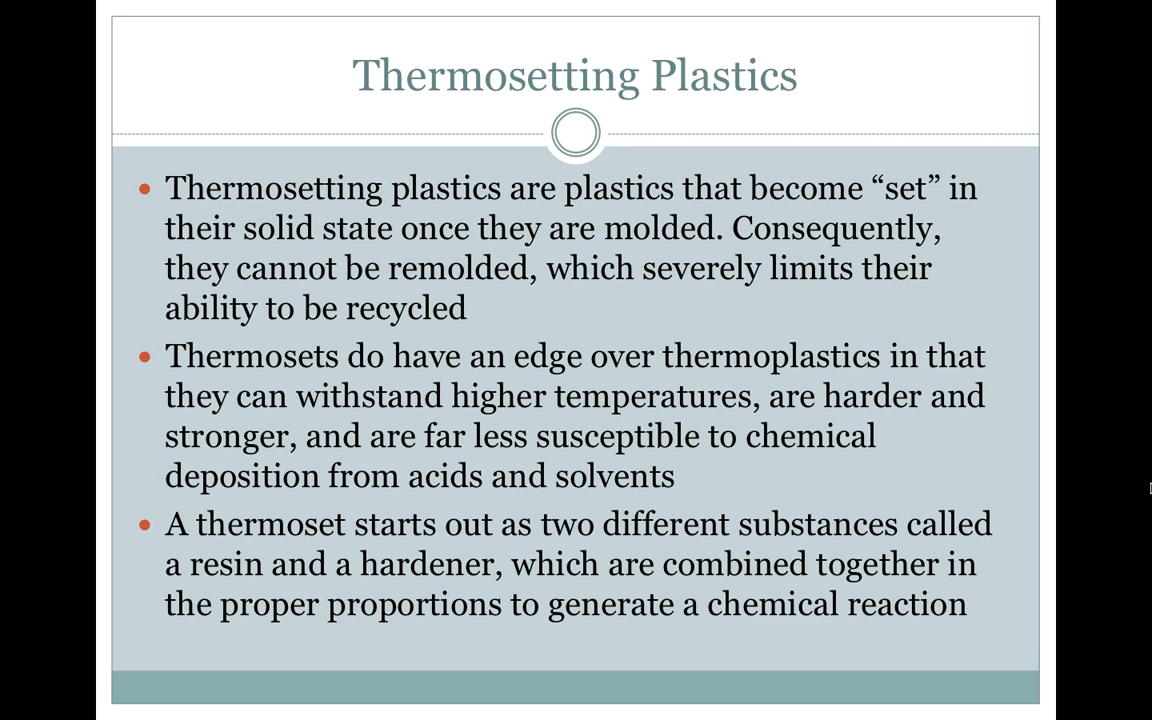 Thermosetting Plastics
• Thermosetting plastics are plastics that become “set” in
their solid state once they are molded. Consequently,
they cannot be remolded, which severely limits their
ability to be recycled
• Thermosets do have an edge over thermoplastics in that
they can withstand higher temperatures, are harder and
stronger, and are far less susceptible to chemical
deposition from acids and solvents
• A thermoset starts out as two different substances called
a resin and a hardener, which are combined together in
the proper proportions to generate a chemical reaction